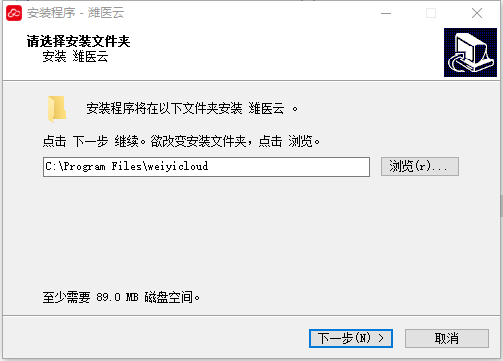 安装程序 - 潍医云
请选择安装文件夹
安装 潍医云
安装程序将在以下文件夹安装 潍医云 。
点击 下一步 继续。欲改变安装文件夹，点击 浏览。
C:\Program Files\weiyicloud
浏览(r)...
至少需要 89.0 MB 磁盘空间。
下一步(N) >
取消